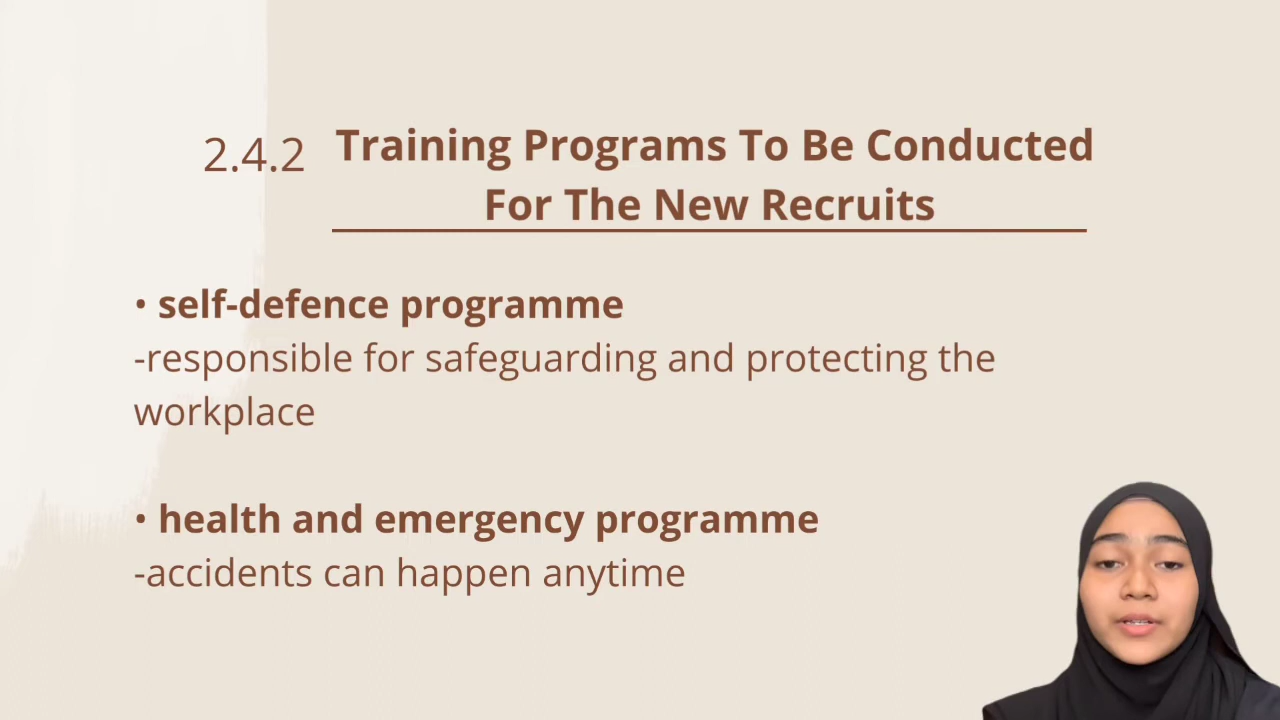 2.4.2 Training Programs To Be Conducted
For The New Recruits
• self-defence programme
-responsible for safeguarding and protecting the
workplace
• health and emergency programme
-accidents can happen anytime